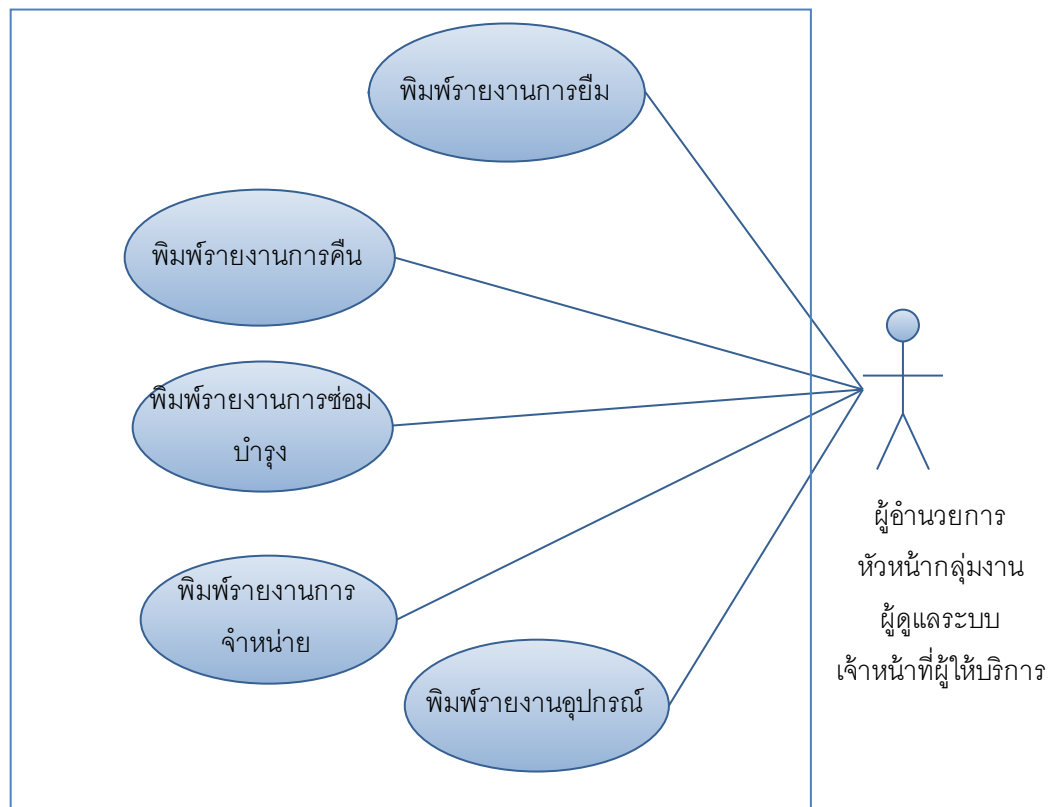 พิมพ์รายงานการยืม
พิมพ์รายงานการคืน
พิมพ์รายงานการซ่อม
บำรุง
พิมพ์รายงานการ
จำหน่าย
พิมพ์รายงานอุปกรณ์
ผู้อำนวยการ
หัวหน้ากลุ่มงาน
ผู้ดูแลระบบ
เจ้าหน้าที่ผู้ให้บริการ